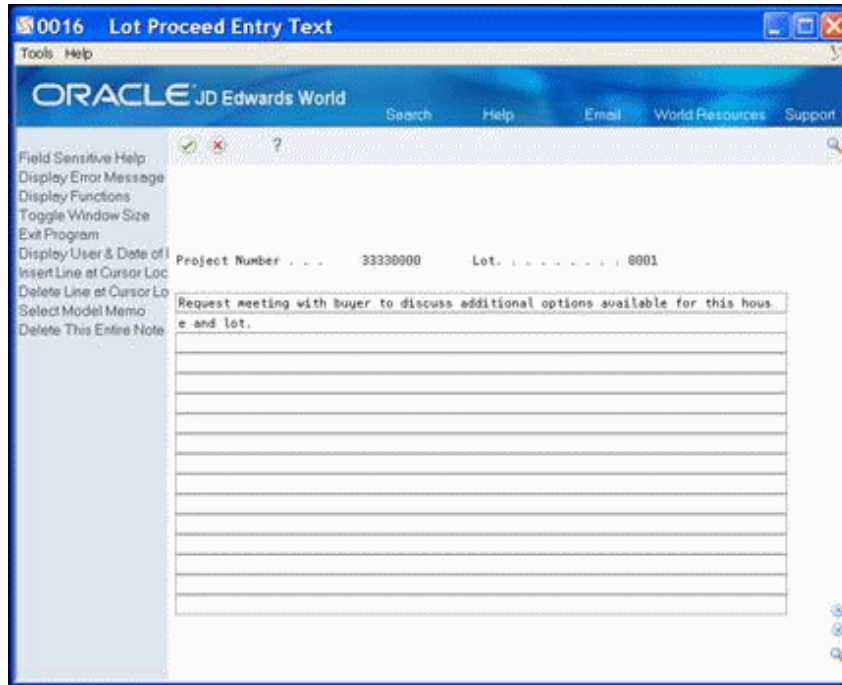 0016 Lot Proceed Entry Text
Tools Help
ORACLE JD Edwards World
Search Help Email World Resources Support
?
Field Sensitive Help
Display Error Message
Display Functions
Toggle Window Size
Exit Program
Display User & Date of
Insert Line at Cursor Loc
Delete Line at Cursor Lo
Select Model Memo
Delete This Entire Note
Project Number . . . 33330000 Lot. . . . . . . . . 0001
Request meeting with buyer to discuss additional options available for this hous
e and lot.